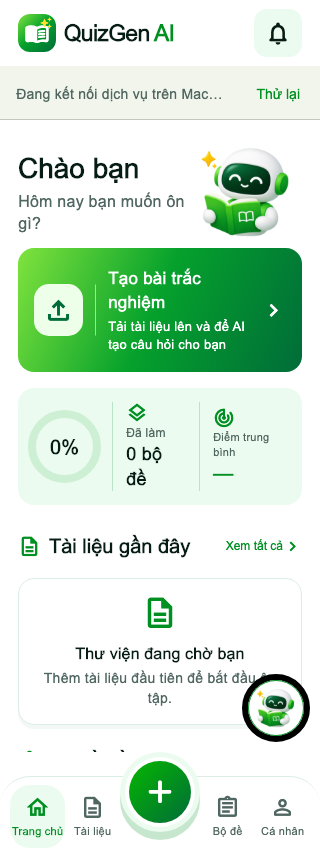 QuizGen AI
Đang kết nối dịch vụ trên Mac…
Thử lại
Chào bạn
Hôm nay bạn muốn ôn
gì?
Tạo bài trắc
nghiệm
Tải tài liệu lên và để AI
tạo câu hỏi cho bạn
0%
Đã làm
0 bộ
đề
Điểm trung
bình
—
Tài liệu gần đây
Xem tất cả
Thư viện đang chờ bạn
Thêm tài liệu đầu tiên để bắt đầu
tập.
Trang chủ
Tài liệu
Bộ đề
Cá nhân